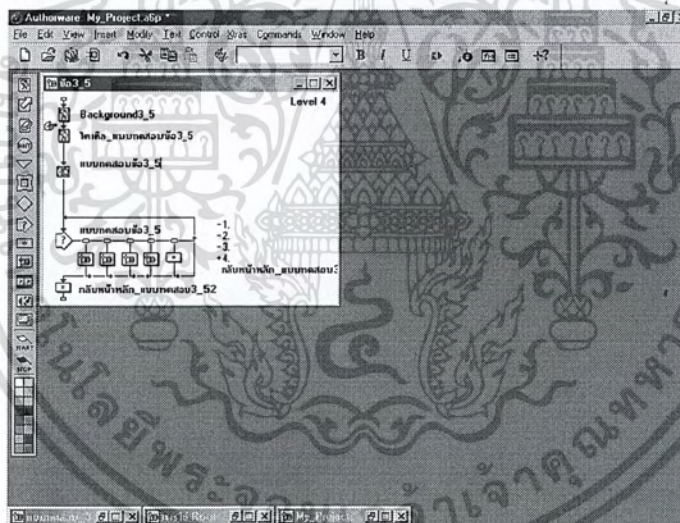 Authorware: My_Project.a5p *
File Edit View Insert Modify Text Control Xtras Commands Window Help
B I U
ข้อ3_5
Level 4
Background3_5
ไตเติล_แบบทดสอบข้อ3_5
แบบทดสอบข้อ3_5
แบบทดสอบข้อ3_5
-1.
-2.
-3.
+4.
กลับหน้าหลัก_แบบทดสอบ3
กลับหน้าหลัก_แบบทดสอบ3_52
START
STOP
My_Project